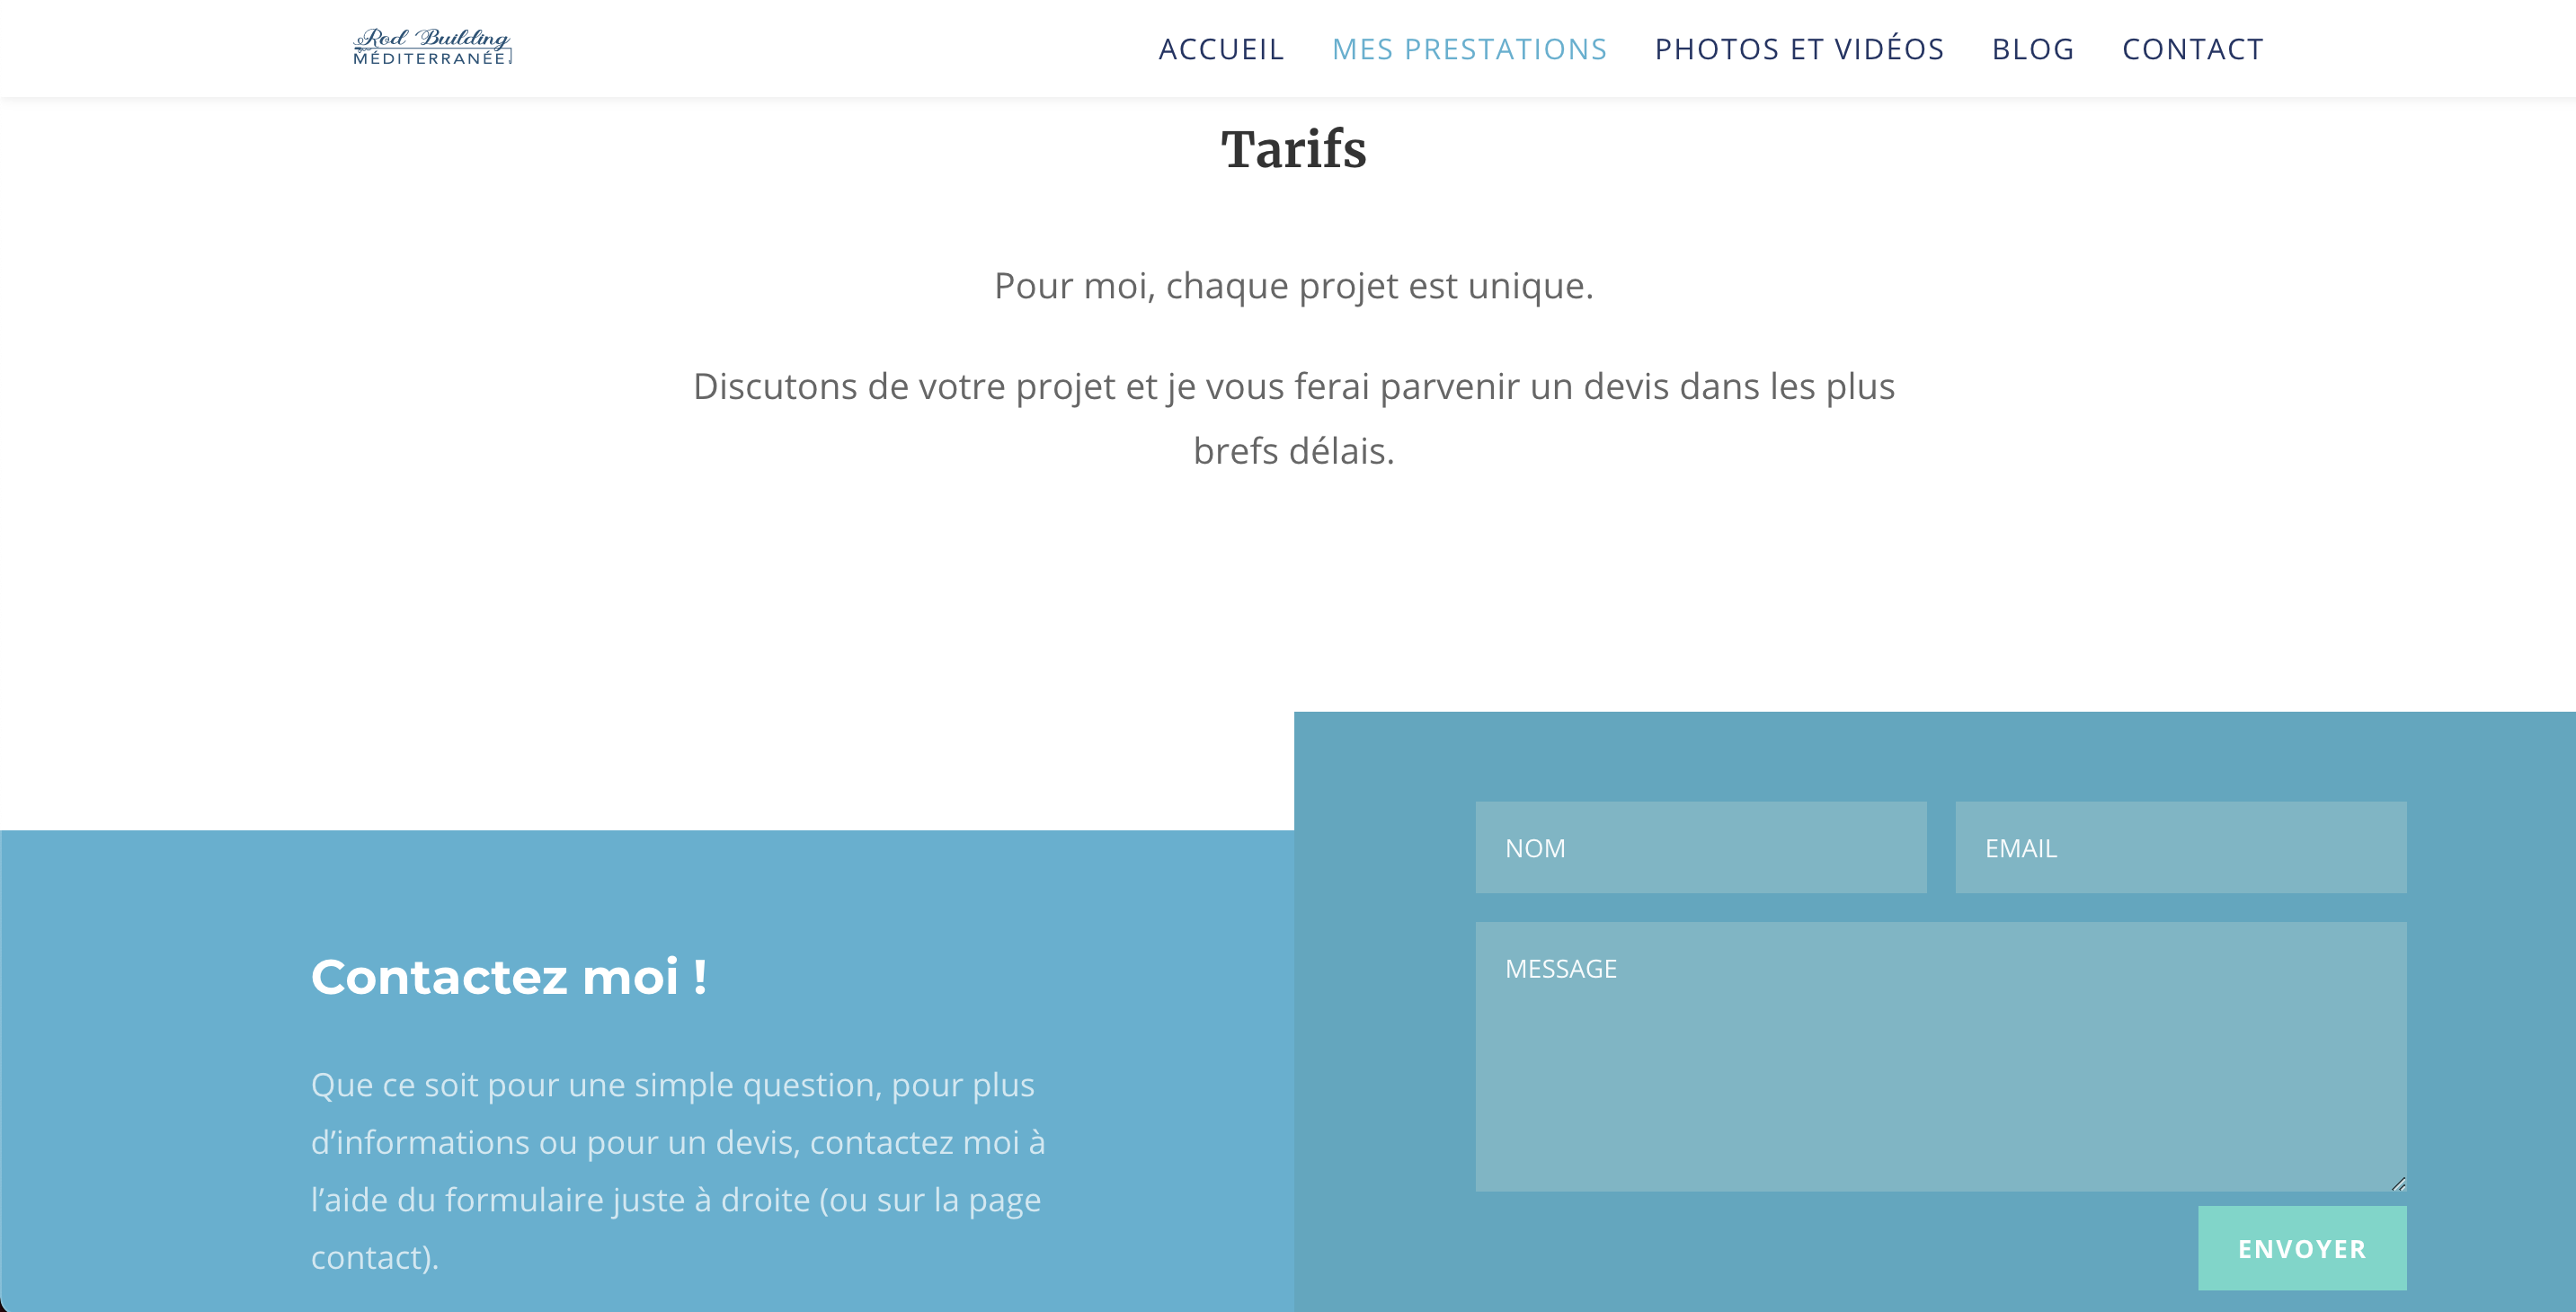 Rod Building
MÉDITERRANÉE
ACCUEIL MES PRESTATIONS PHOTOS ET VIDÉOS BLOG CONTACT
Tarifs
Pour moi, chaque projet est unique.
Discutons de votre projet et je vous ferai parvenir un devis dans les plus
brefs délais.
NOM EMAIL
MESSAGE
ENVOYER
Contactez moi !
Que ce soit pour une simple question, pour plus
d’informations ou pour un devis, contactez moi à
l’aide du formulaire juste à droite (ou sur la page
contact).